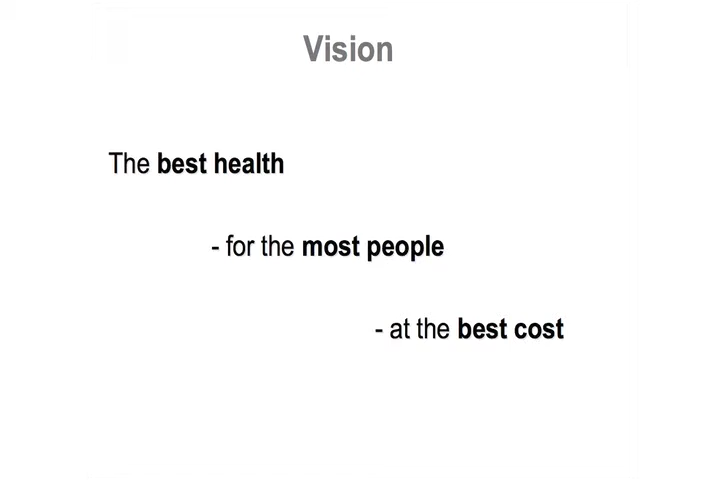 Vision
The best health
- for the most people
- at the best cost